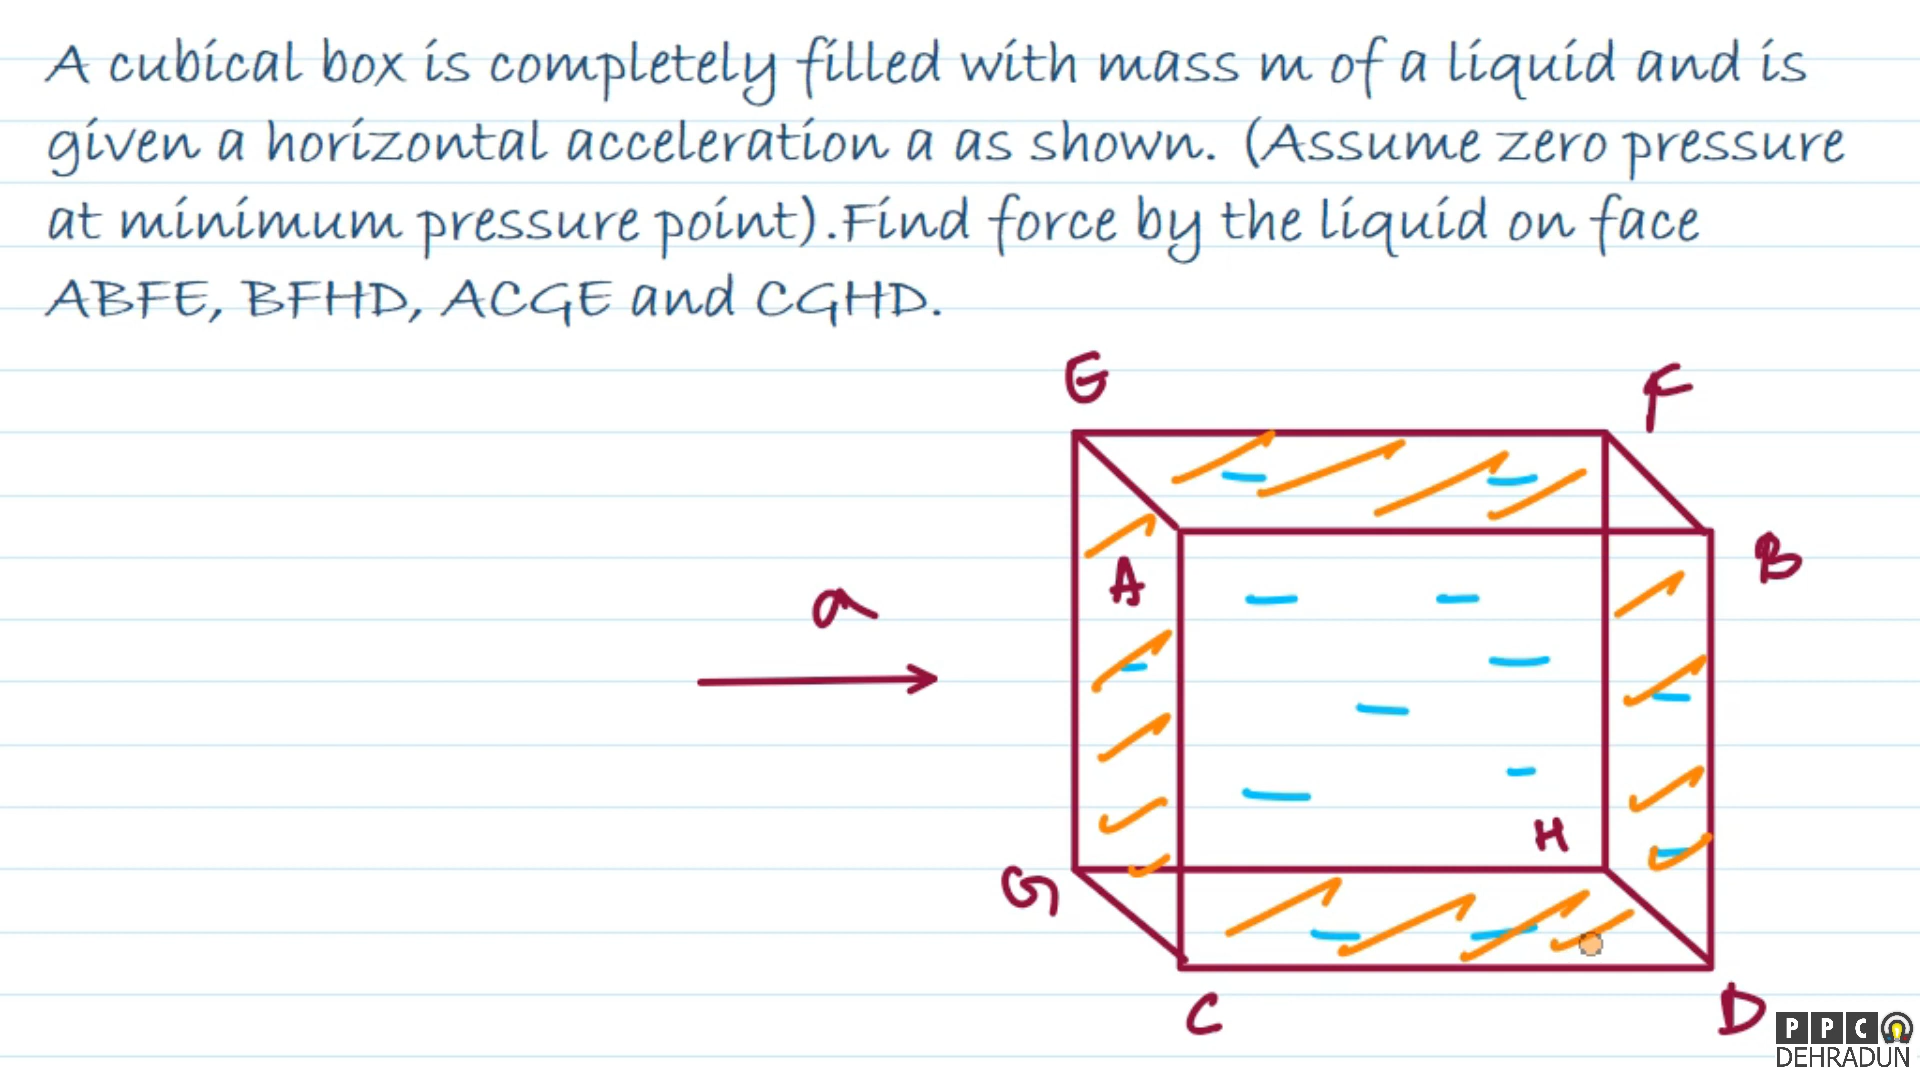 A cubical box is completely filled with mass m of a liquid and is
given a horizontal acceleration a as shown. (Assume zero pressure
at minimum pressure point).Find force by the liquid on face
ABFE, BFHD, ACGE and CGHD.
E
F
B
A
a
H
G
C
D
PPC
DEHRADUN